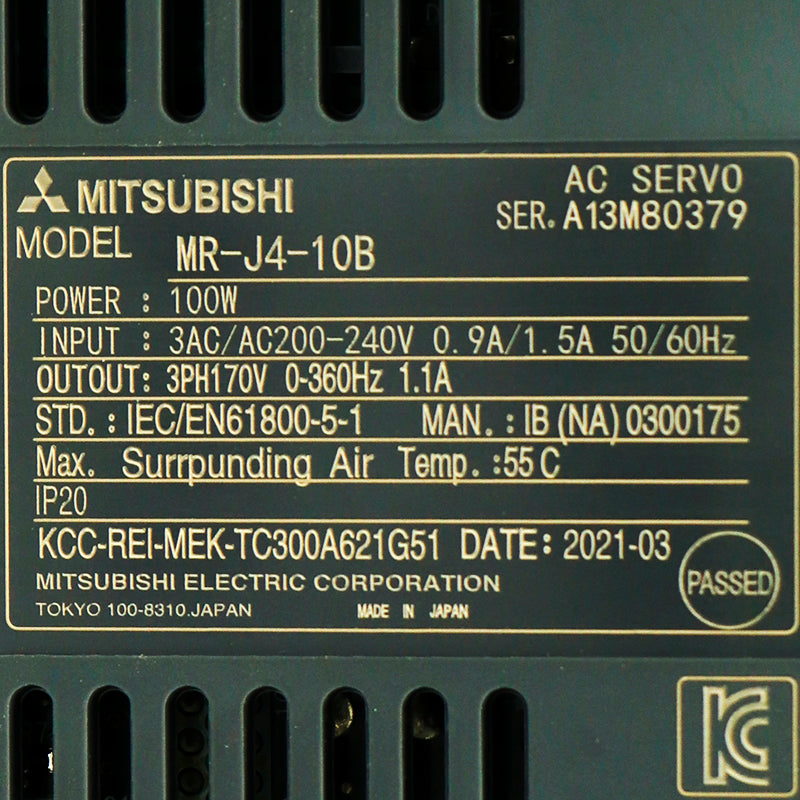 MITSUBISHI
AC SERVO
SER. A13M80379
MODEL MR-J4-10B
POWER : 100W
INPUT : 3AC/AC200-240V 0.9A/1.5A 50/60Hz
OUTOUT: 3PH170V 0-360Hz 1.1A
STD. : IEC/EN61800-5-1 MAN. : IB (NA) 0300175
Max. Surrpunding Air Temp. :55 C
IP20
KCC-REI-MEK-TC300A621G51 DATE: 2021-03
MITSUBISHI ELECTRIC CORPORATION
PASSED
TOKYO 100-8310.JAPAN MADE IN JAPAN
KC